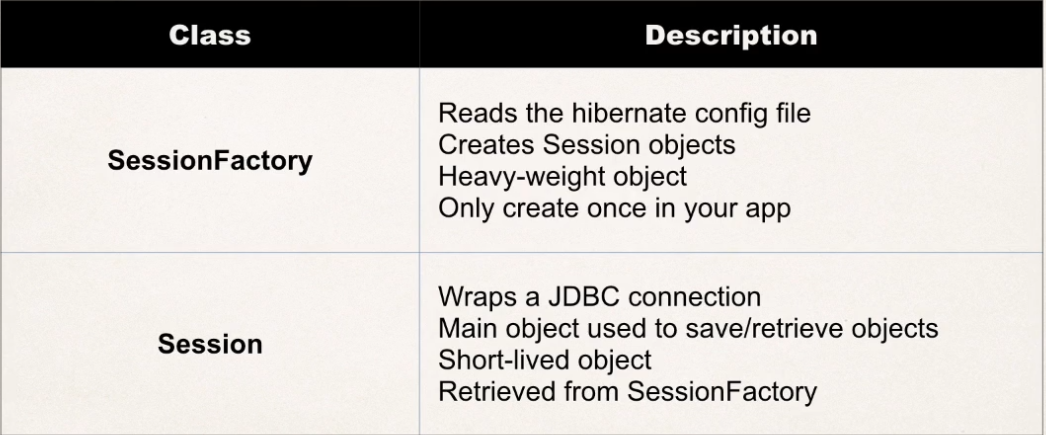 Class
Description
SessionFactory
Reads the hibernate config file
Creates Session objects
Heavy-weight object
Only create once in your app
Session
Wraps a JDBC connection
Main object used to save/retrieve objects
Short-lived object
Retrieved from SessionFactory